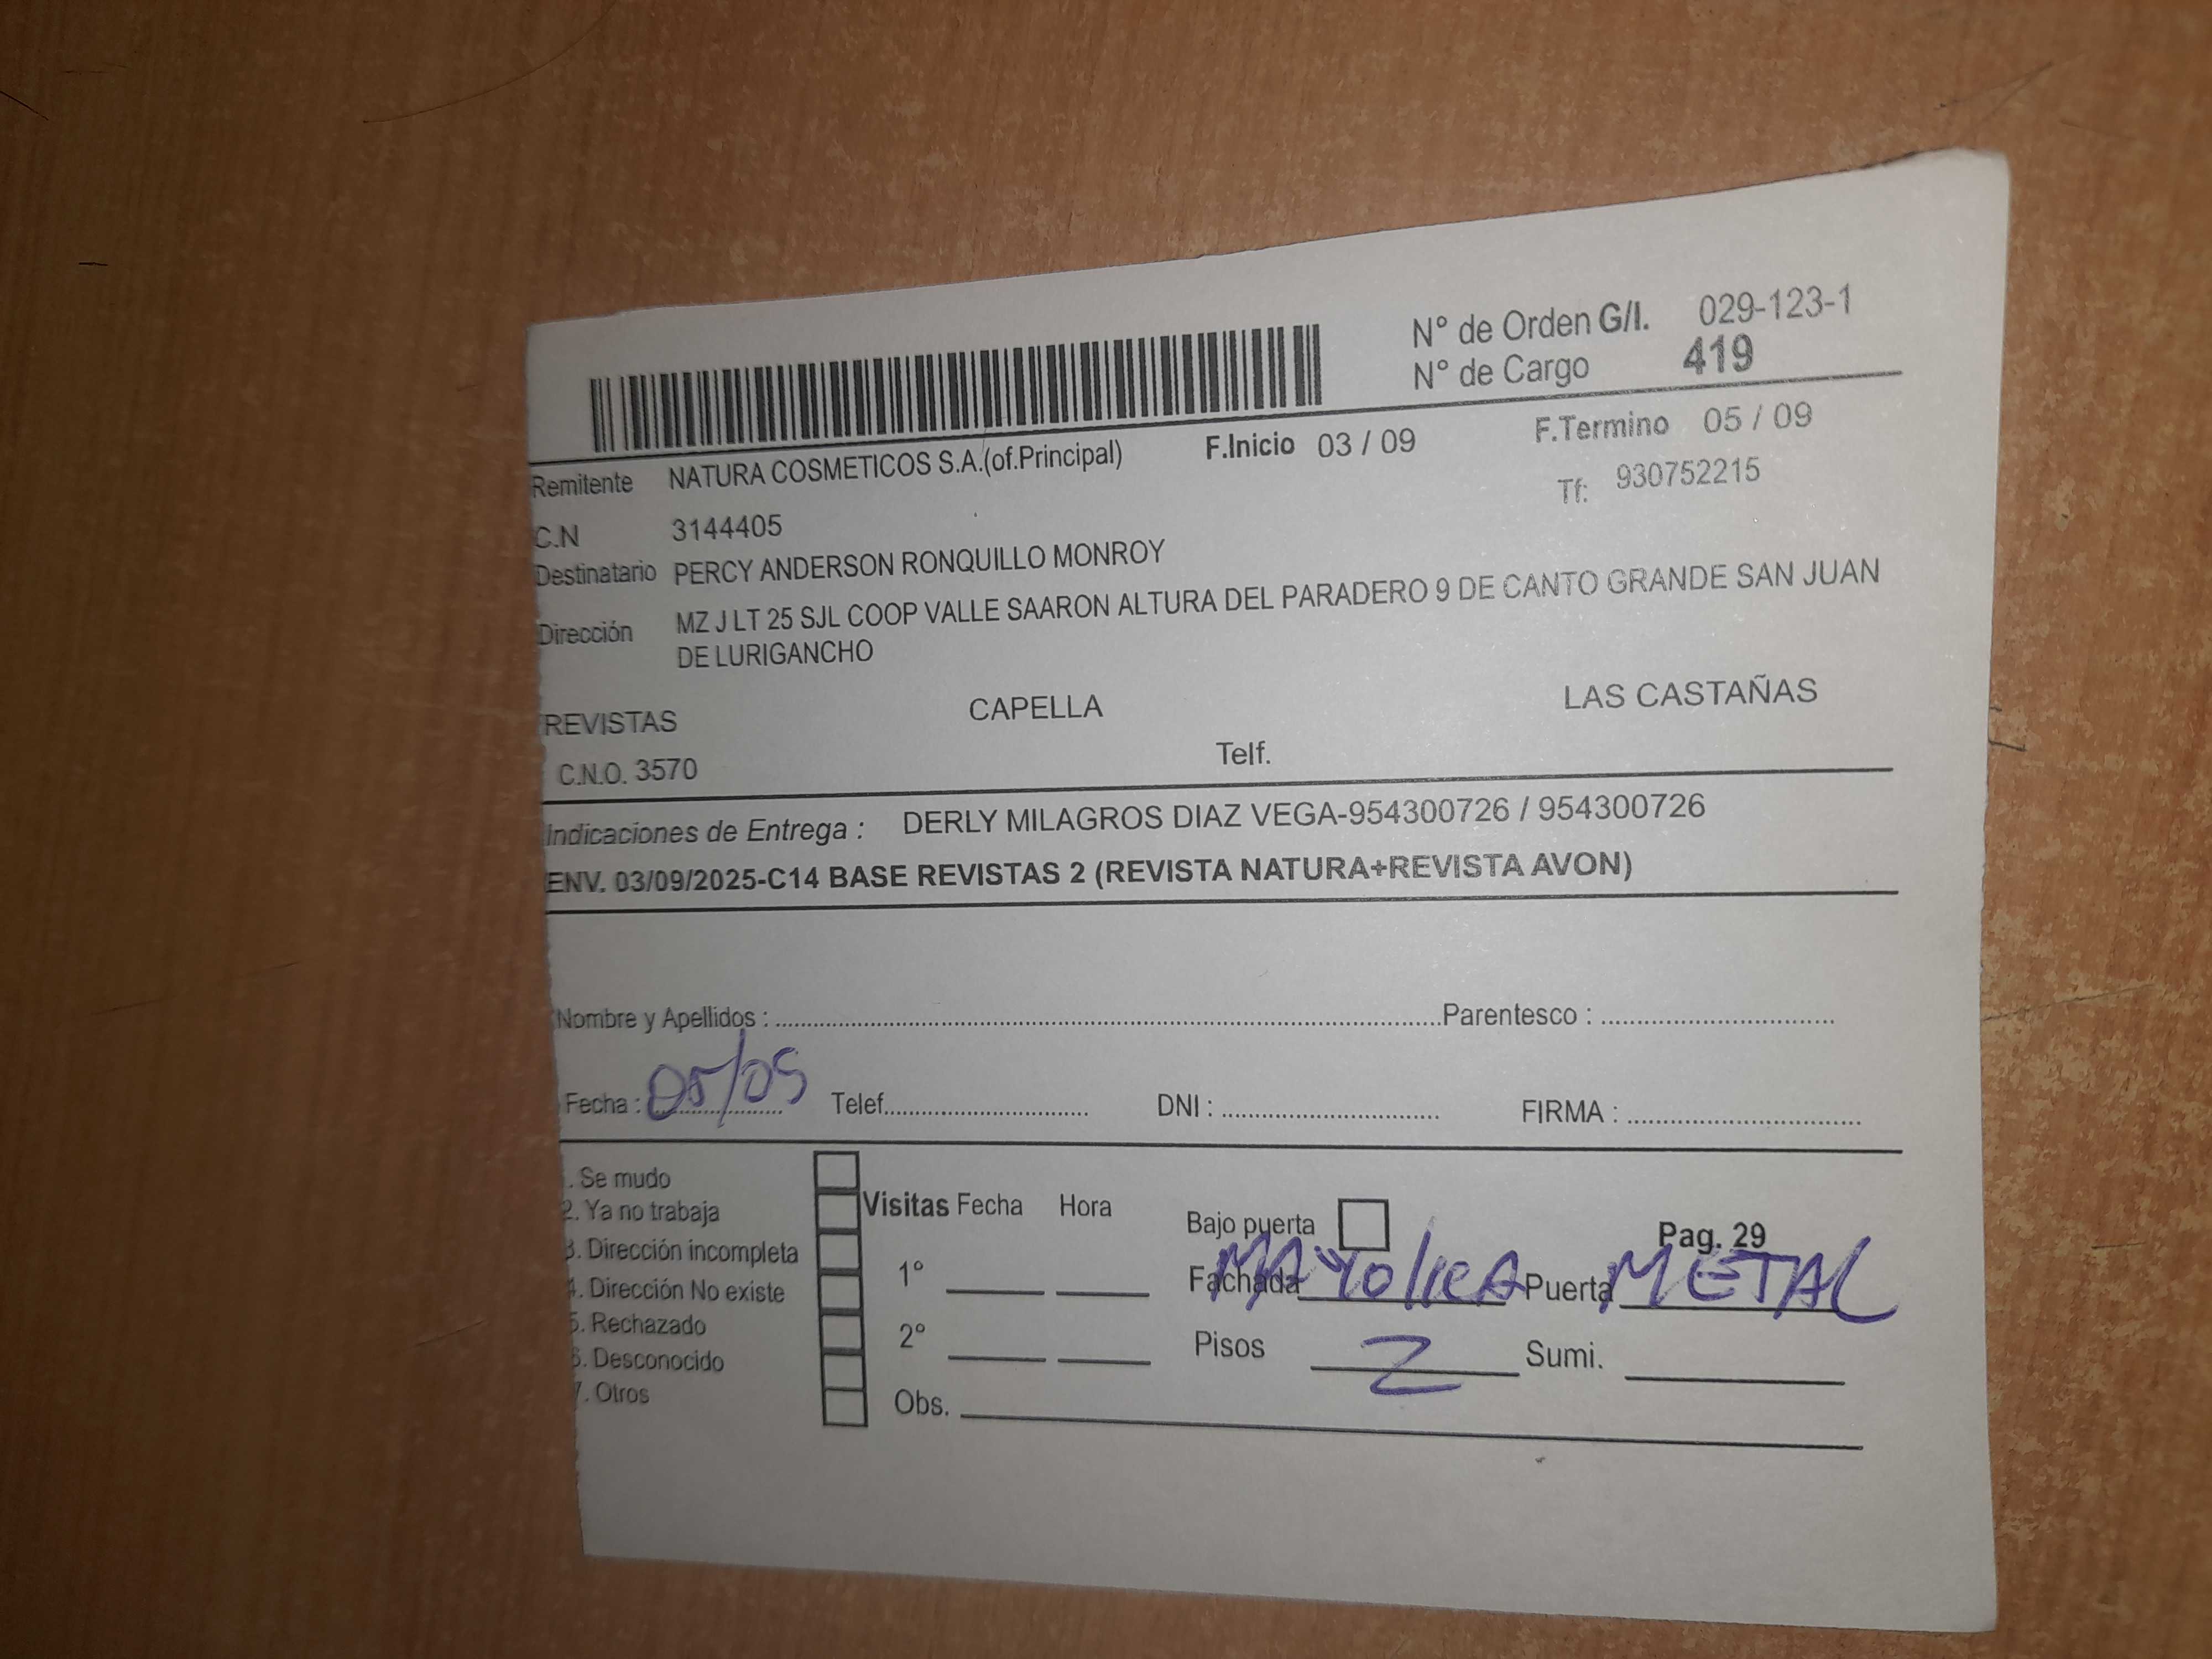 N° de Orden G/I. 029-123-1
N° de Cargo 419
Remitente NATURA COSMETICOS S.A.(of.Principal) F.Inicio 03 / 09 F.Termino 05 / 09
C.N 3144405 Tf: 930752215
Destinatario PERCY ANDERSON RONQUILLO MONROY
Dirección MZ J LT 25 SJL COOP VALLE SAARON ALTURA DEL PARADERO 9 DE CANTO GRANDE SAN JUAN
DE LURIGANCHO
REVISTAS CAPELLA LAS CASTAÑAS
C.N.O. 3570 Telf.
Indicaciones de Entrega : DERLY MILAGROS DIAZ VEGA-954300726 / 954300726
ENV. 03/09/2025-C14 BASE REVISTAS 2 (REVISTA NATURA+REVISTA AVON)
Nombre y Apellidos : Parentesco :
Fecha : 05/09 Telef. DNI : FIRMA :
. Se mudo
2. Ya no trabaja Visitas Fecha Hora Bajo puerta Pag. 29
3. Dirección incompleta
4. Dirección No existe 1° Fachada MAYOlicA Puerta METAL
5. Rechazado
6. Desconocido 2° Pisos 2 Sumi.
7. Otros Obs.